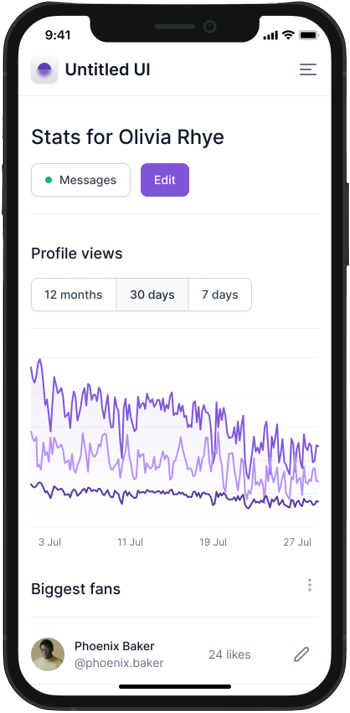 9:41
Untitled UI
Stats for Olivia Rhye
Messages Edit
Profile views
12 months 30 days 7 days
3 Jul 11 Jul 19 Jul 27 Jul
Biggest fans
Phoenix Baker
@phoenix.baker
24 likes